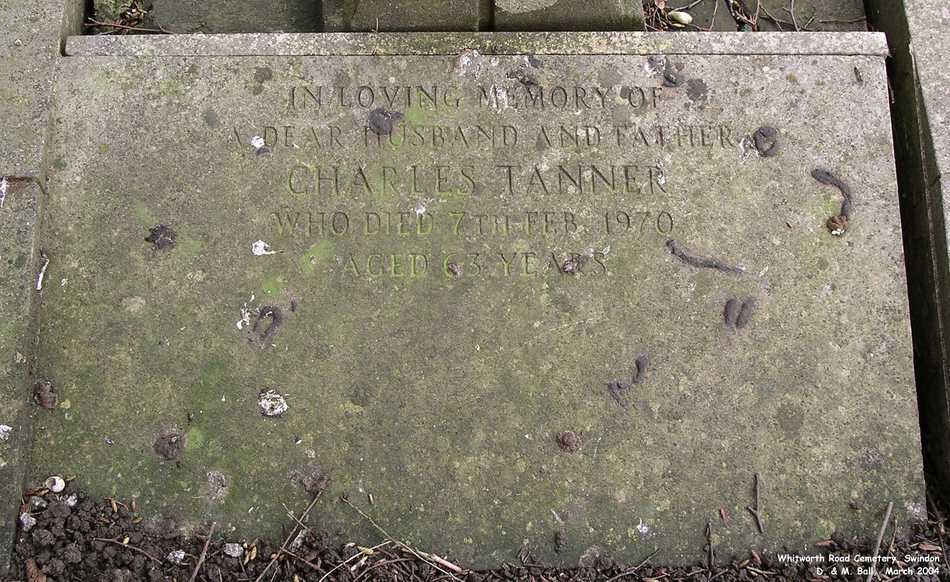 IN LOVING MEMORY OF
A DEAR HUSBAND AND FATHER
CHARLES TANNER
WHO DIED 7TH FEB. 1970
AGED 63 YEARS
Whitworth Road Cemetery, Swindon
D. & M. Ball, March 2004